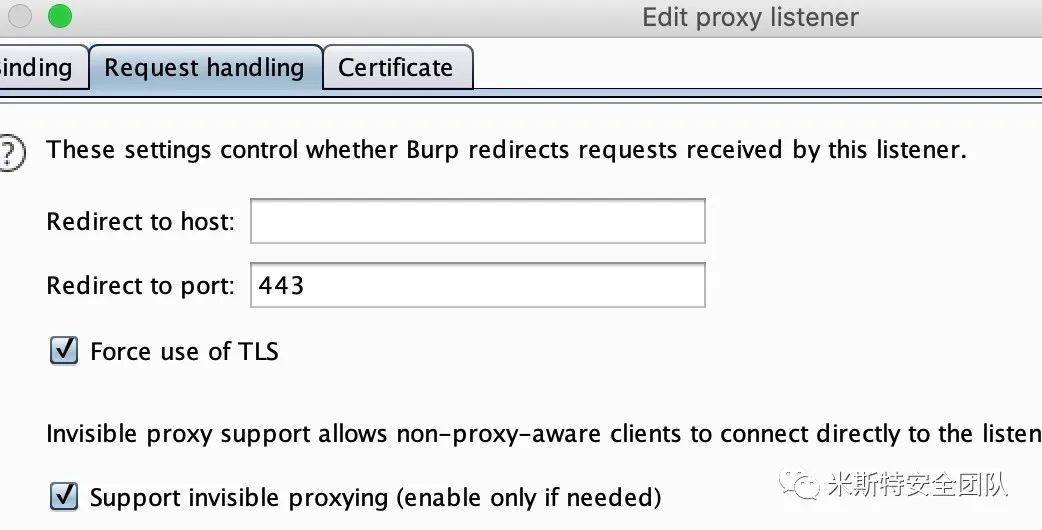 Edit proxy listener
Binding Request handling Certificate
? These settings control whether Burp redirects requests received by this listener.
Redirect to host:
Redirect to port: 443
Force use of TLS
Invisible proxy support allows non-proxy-aware clients to connect directly to the listen
Support invisible proxying (enable only if needed)
米斯特安全团队